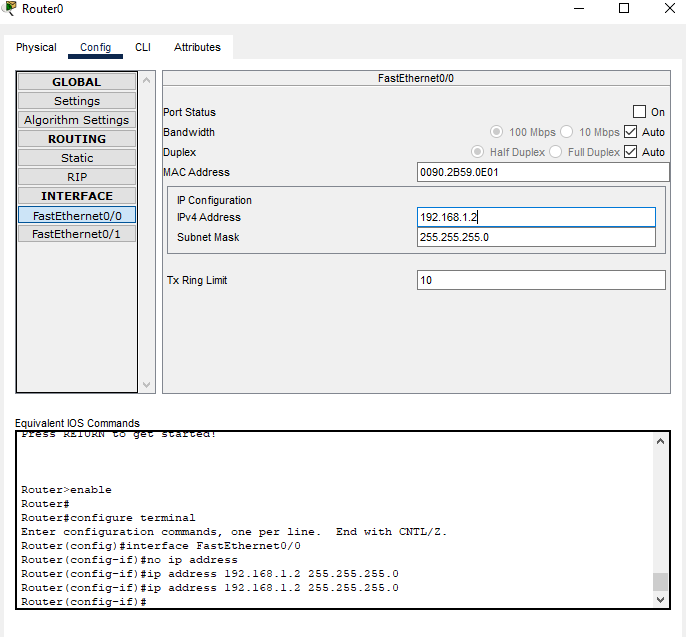 Router0
Physical Config CLI Attributes
GLOBAL
Settings
Algorithm Settings
ROUTING
Static
RIP
INTERFACE
FastEthernet0/0
FastEthernet0/1
FastEthernet0/0
Port Status On
Bandwidth 100 Mbps 10 Mbps Auto
Duplex Half Duplex Full Duplex Auto
MAC Address 0090.2B59.0E01
IP Configuration
IPv4 Address 192.168.1.2
Subnet Mask 255.255.255.0
Tx Ring Limit 10
Equivalent IOS Commands
Press RETURN to get started!
Router>enable
Router#
Router#configure terminal
Enter configuration commands, one per line.  End with CNTL/Z.
Router(config)#interface FastEthernet0/0
Router(config-if)#no ip address
Router(config-if)#ip address 192.168.1.2 255.255.255.0
Router(config-if)#ip address 192.168.1.2 255.255.255.0
Router(config-if)#